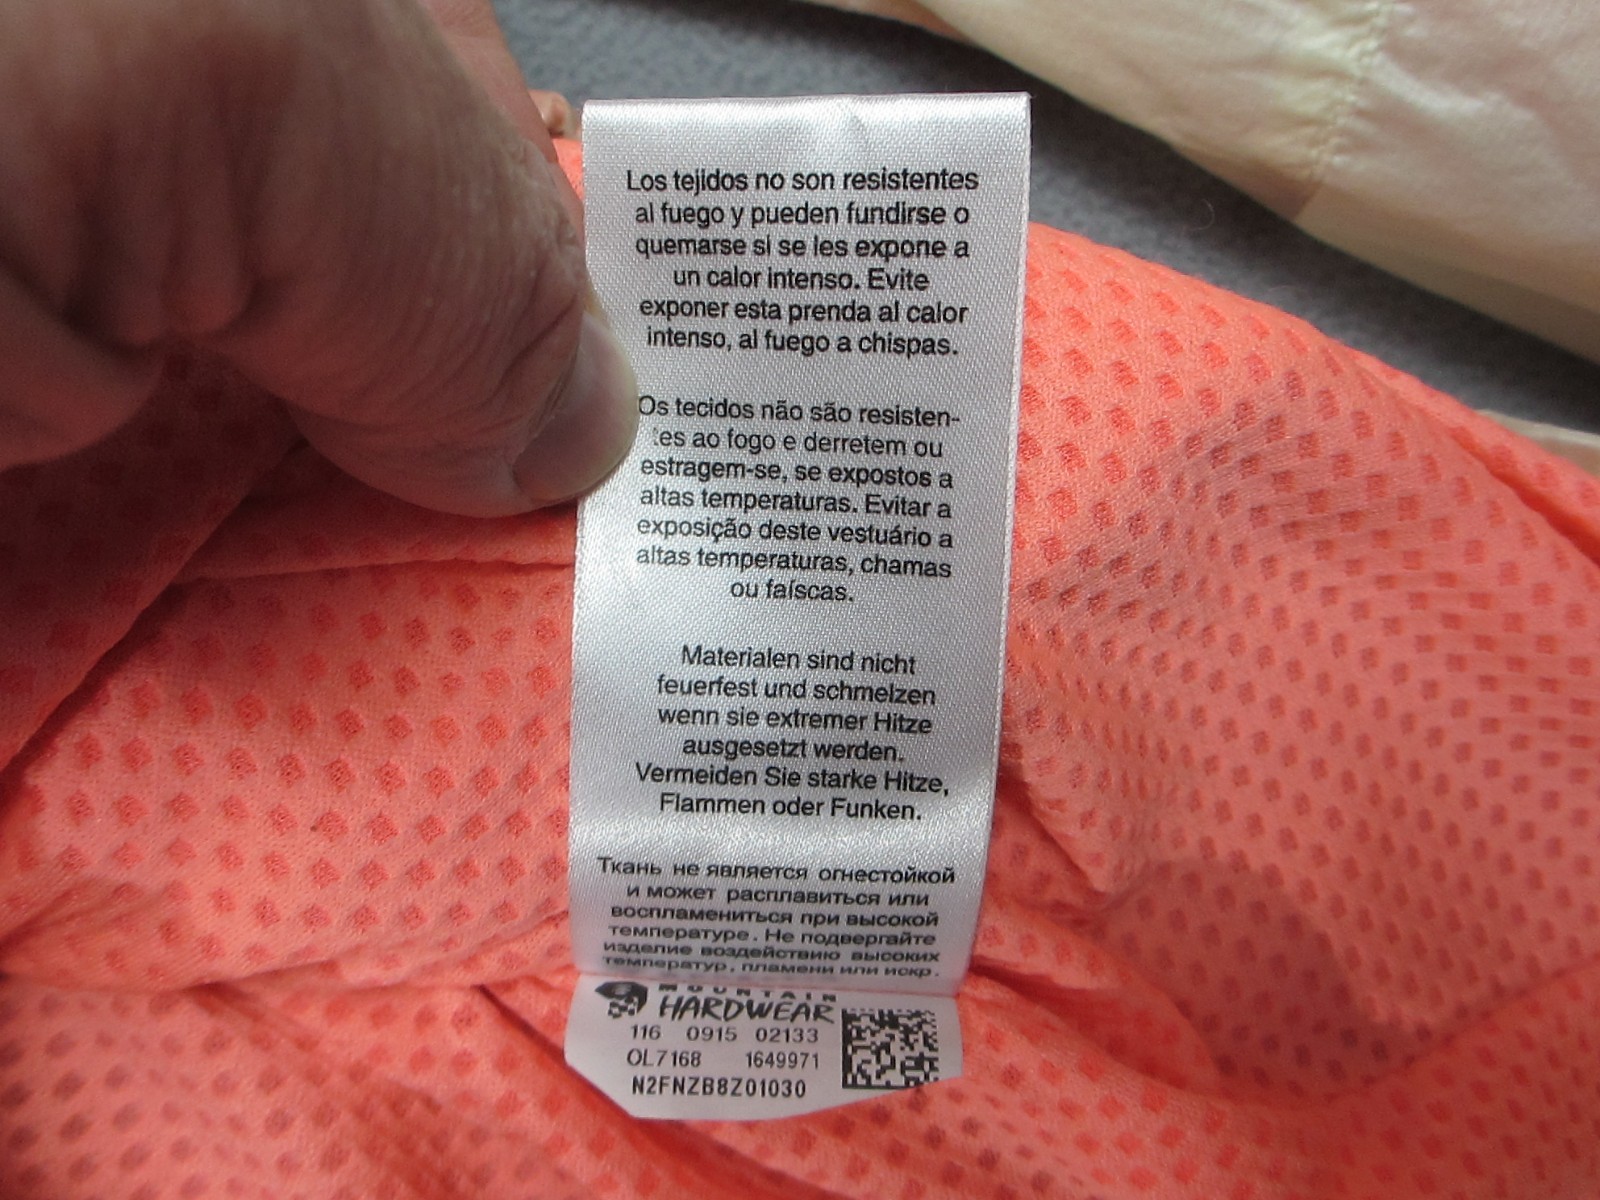 Los tejidos no son resistentes
al fuego y pueden fundirse o
quemarse si se les expone a
un calor intenso. Evite
exponer esta prenda al calor
intenso, al fuego a chispas.
Os tecidos não são resisten-
tes ao fogo e derretem ou
estragem-se, se expostos a
altas temperaturas. Evitar a
exposição deste vestuário a
altas temperaturas, chamas
ou faíscas.
Materialen sind nicht
feuerfest und schmelzen
wenn sie extremer Hitze
ausgesetzt werden.
Vermeiden Sie starke Hitze,
Flammen oder Funken.
Ткань не является огнестойкой
и может расплавиться или
воспламениться при высокой
температуре. Не подвергайте
изделие воздействию высоких
температур, пламени или искр.
MOUNTAIN
HARDWEAR
116 0915 02133
OL7168 1649971
N2FNZB8Z01030